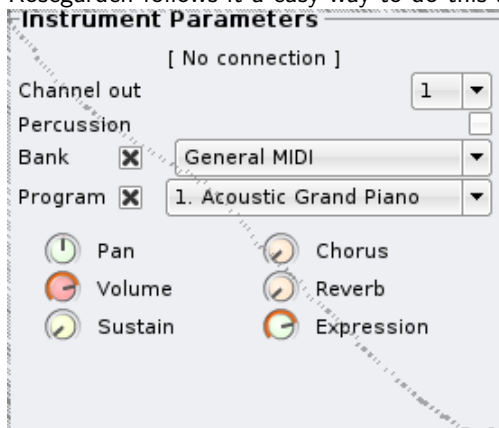 Rosegarden follows it a easy way to do this
Instrument Parameters
[ No connection ]
Channel out 1
Percussion
Bank General MIDI
Program 1. Acoustic Grand Piano
Pan Chorus
Volume Reverb
Sustain Expression